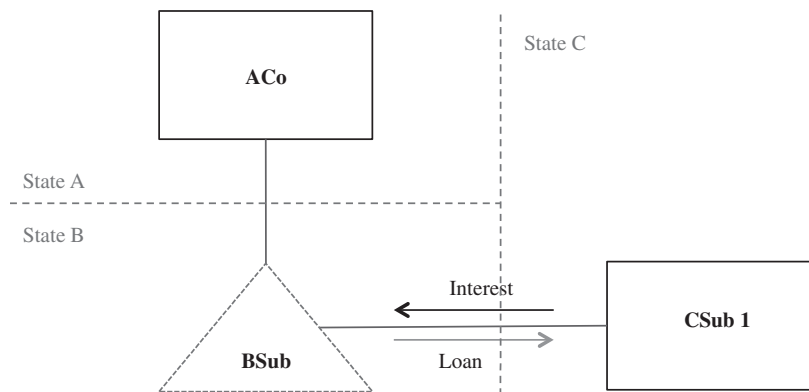 State C
ACo
State A
State B
Interest
CSub 1
BSub
Loan